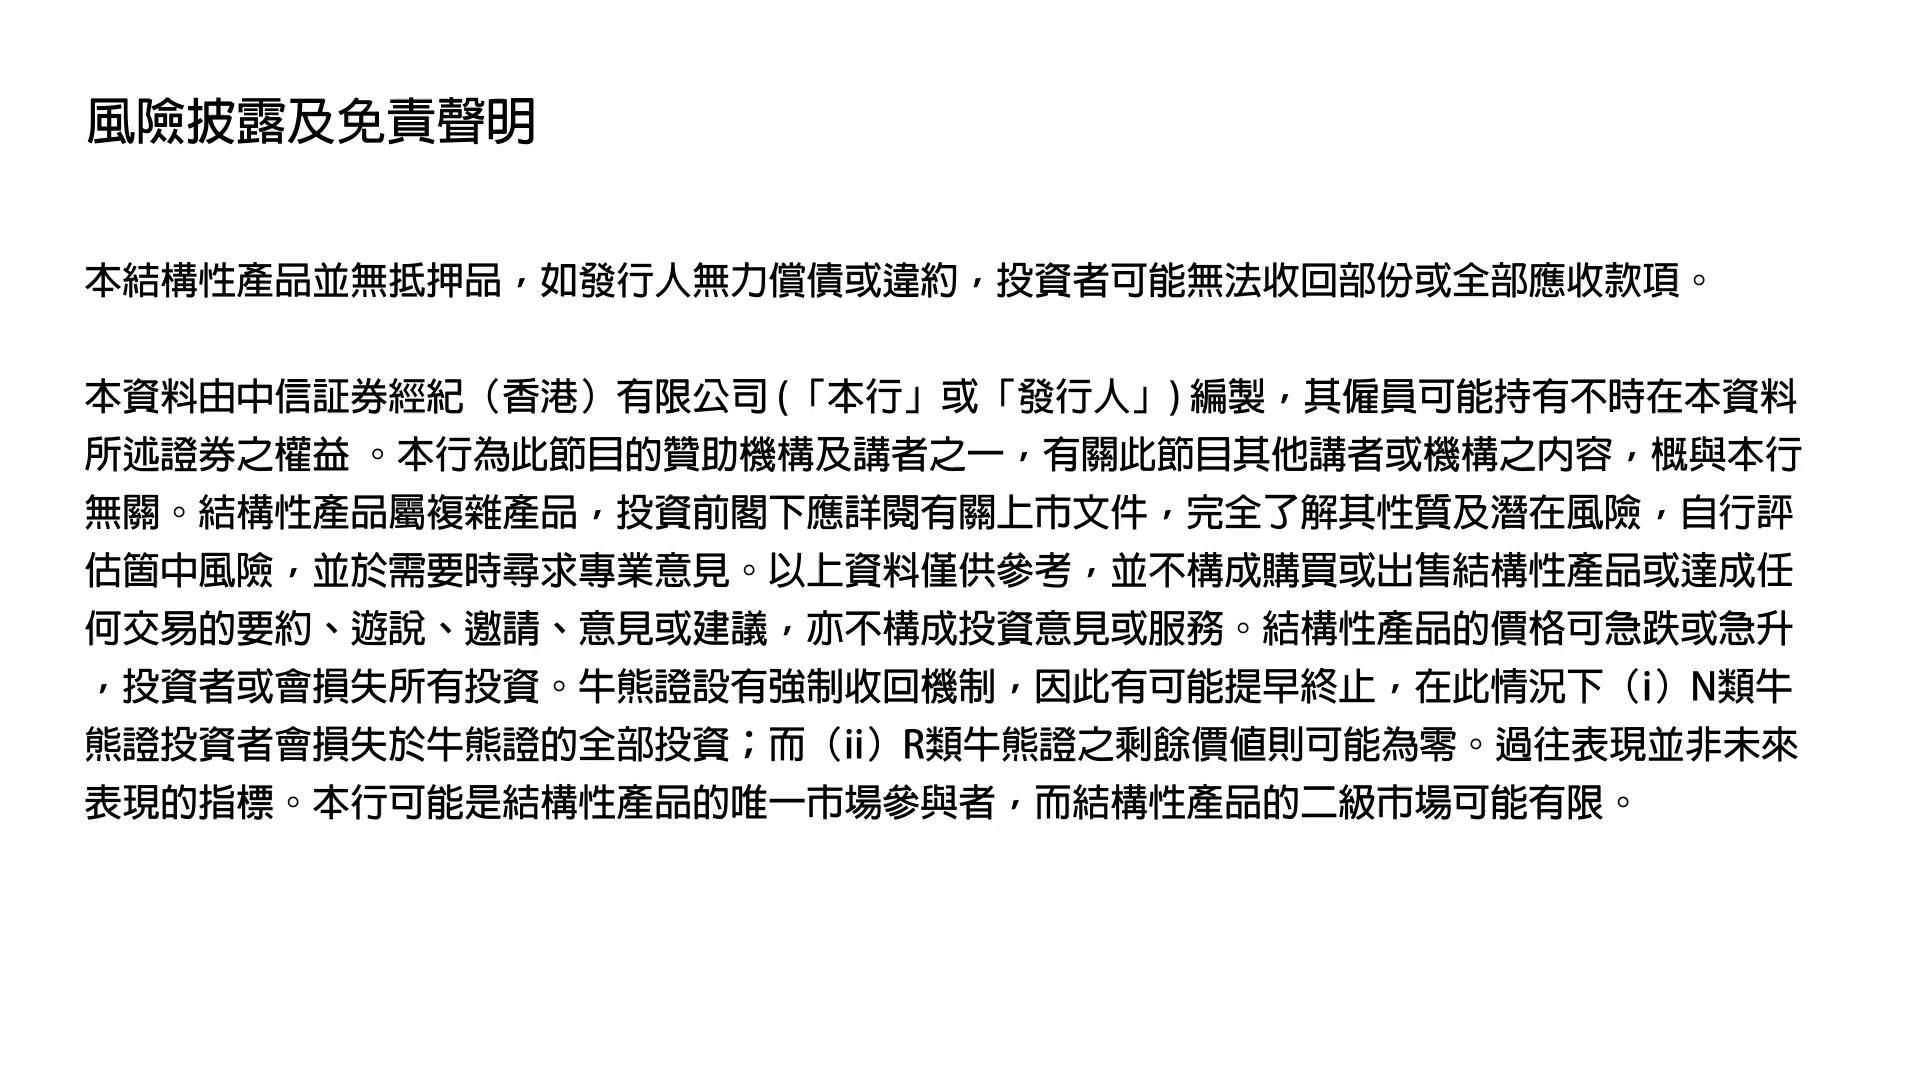 風險披露及免責聲明
本結構性產品並無抵押品，如發行人無力償債或違約，投資者可能無法收回部份或全部應收款項。
本資料由中信証券經紀（香港）有限公司 (「本行」或「發行人」) 編製，其僱員可能持有不時在本資料
所述證券之權益 。本行為此節目的贊助機構及講者之一，有關此節目其他講者或機構之内容，概與本行
無關。結構性產品屬複雜產品，投資前閣下應詳閱有關上市文件，完全了解其性質及潛在風險，自行評
估箇中風險，並於需要時尋求專業意見。以上資料僅供參考，並不構成購買或出售結構性產品或達成任
何交易的要約、遊說、邀請、意見或建議，亦不構成投資意見或服務。結構性產品的價格可急跌或急升
，投資者或會損失所有投資。牛熊證設有強制收回機制，因此有可能提早終止，在此情況下（i）N類牛
熊證投資者會損失於牛熊證的全部投資；而（ii）R類牛熊證之剩餘價值則可能為零。過往表現並非未來
表現的指標。本行可能是結構性產品的唯一市場參與者，而結構性產品的二級市場可能有限。